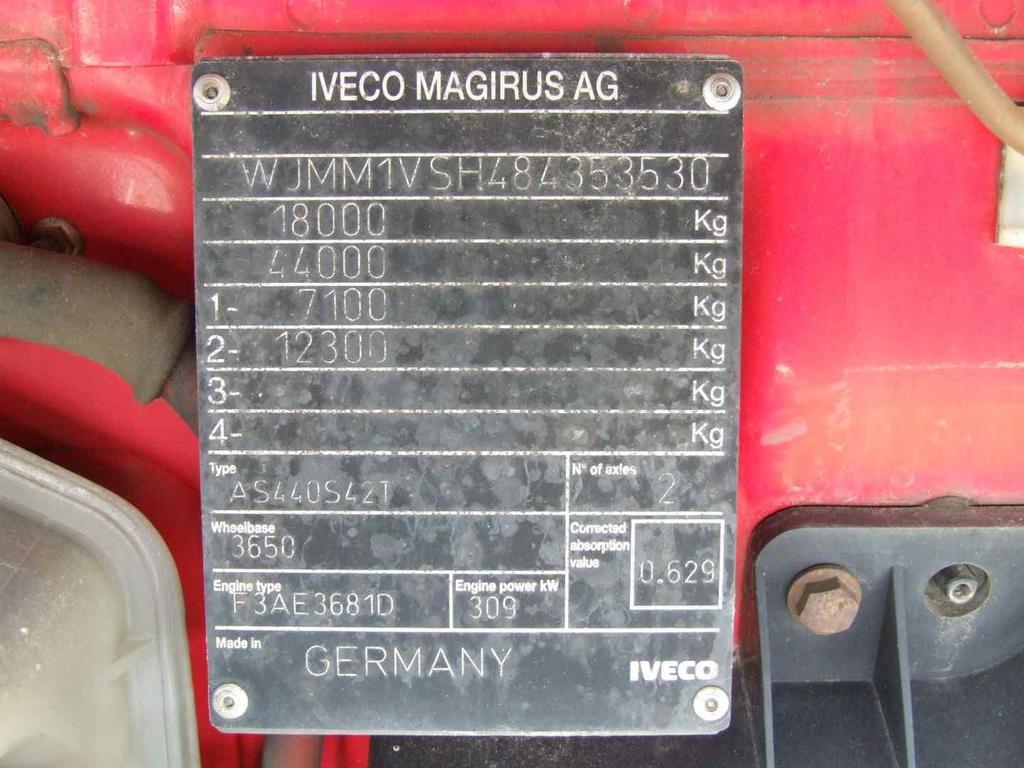 IVECO MAGIRUS AG
WJMM1VSH484353530
18000 Kg
44000 Kg
1- 7100 Kg
2- 12300 Kg
3- Kg
4- Kg
Type
AS440S42T
N° of axles
2
Wheelbase
3650
Corrected
absorption
value
0.629
Engine type
F3AE3681D
Engine power kW
309
Made in
GERMANY
IVECO